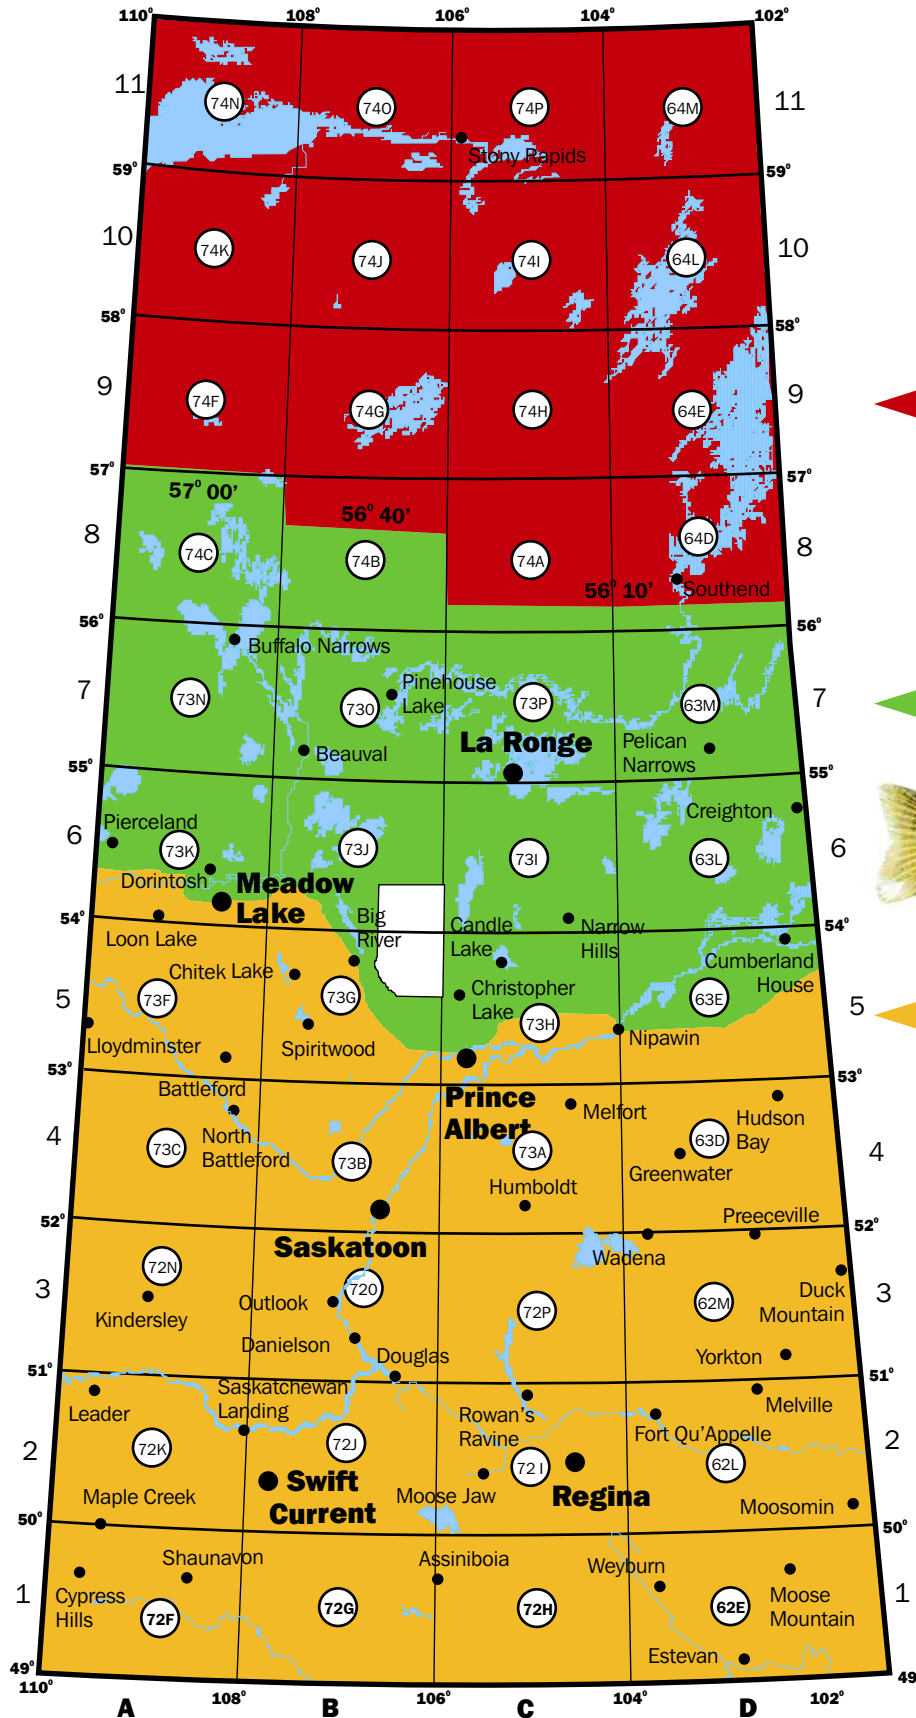 110° 108° 106° 104° 102°
11 74N 74O 74P 64M 11
Stony Rapids
59° 59°
10 74K 74J 74I 64L 10
58° 58°
9 74F 74G 74H 64E 9
57° 57°
57° 00’
56° 40’
8 74C 74B 74A 64D 8
56° 10’ Southend
56° 56°
Buffalo Narrows
7 73N 73O Pinehouse 73P 63M 7
Lake
La Ronge Pelican
Beauval Narrows
55° 55°
Pierceland Creighton
6 73K 73J 73I 63L 6
Dorintosh Meadow
Lake
54° 54°
Loon Lake Big
River
Candle
Lake
Narrow
Hills
Chitek Lake Cumberland
House
5 73F 73G Christopher 63E 5
Lake
73H
Lloydminster Spiritwood Nipawin
53° 53°
Battleford Prince
Albert
Melfort Hudson
Bay
4 73C North
Battleford
73B 73A 63D 4
Greenwater
Humboldt
52° Preeceville 52°
Saskatoon Wadena
3 72N 72O 72P 62M Duck
Mountain 3
Kindersley Outlook
Danielson Yorkton
51° Douglas 51°
Leader Saskatchewan
Landing
Rowan’s
Ravine
Melville
Fort Qu’Appelle
2 72K 72J 72 I 62L 2
Swift
Current
Moose Jaw Regina
Maple Creek Moosomin
50° 50°
Shaunavon Assiniboia Weyburn
1 Cypress
Hills
72F 72G 72H 62E Moose
Mountain 1
Estevan
49° 49
110° 108° 106° 104° 102°
A B C D